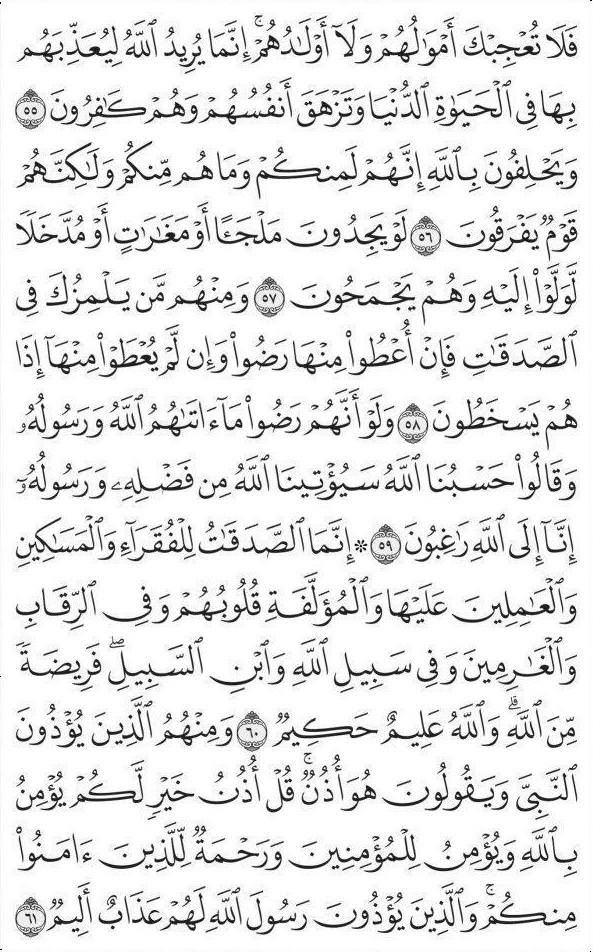 فَلَا تُعۡجِبۡكَ أَمۡوَٰلُهُمۡ وَلَآ أَوۡلَٰدُهُمۡۚ إِنَّمَا يُرِيدُ ٱللَّهُ لِيُعَذِّبَهُم
بِهَا فِي ٱلۡحَيَوٰةِ ٱلدُّنۡيَا وَتَزۡهَقَ أَنفُسُهُمۡ وَهُمۡ كَٰفِرُونَ ٥٥
وَيَحۡلِفُونَ بِٱللَّهِ إِنَّهُمۡ لَمِنكُمۡ وَمَا هُم مِّنكُمۡ وَلَٰكِنَّهُمۡ
قَوۡمٞ يَفۡرَقُونَ ٥٦ لَوۡ يَجِدُونَ مَلۡجَـًٔا أَوۡ مَغَٰرَٰتٍ أَوۡ مُدَّخَلٗا
لَّوَلَّوۡاْ إِلَيۡهِ وَهُمۡ يَجۡمَحُونَ ٥٧ وَمِنۡهُم مَّن يَلۡمِزُكَ فِي
ٱلصَّدَقَٰتِ فَإِنۡ أُعۡطُواْ مِنۡهَا رَضُواْ وَإِن لَّمۡ يُعۡطَوۡاْ مِنۡهَآ إِذَا
هُمۡ يَسۡخَطُونَ ٥٨ وَلَوۡ أَنَّهُمۡ رَضُواْ مَآ ءَاتَىٰهُمُ ٱللَّهُ وَرَسُولُهُۥ
وَقَالُواْ حَسۡبُنَا ٱللَّهُ سَيُؤۡتِينَا ٱللَّهُ مِن فَضۡلِهِۦ وَرَسُولُهُۥٓ
إِنَّآ إِلَى ٱللَّهِ رَٰغِبُونَ ٥٩ ۞ إِنَّمَا ٱلصَّدَقَٰتُ لِلۡفُقَرَآءِ وَٱلۡمَسَٰكِينِ
وَٱلۡعَٰمِلِينَ عَلَيۡهَا وَٱلۡمُؤَلَّفَةِ قُلُوبُهُمۡ وَفِي ٱلرِّقَابِ
وَٱلۡغَٰرِمِينَ وَفِي سَبِيلِ ٱللَّهِ وَٱبۡنِ ٱلسَّبِيلِۖ فَرِيضَةٗ
مِّنَ ٱللَّهِۗ وَٱللَّهُ عَلِيمٌ حَكِيمٞ ٦٠ وَمِنۡهُمُ ٱلَّذِينَ يُؤۡذُونَ
ٱلنَّبِيَّ وَيَقُولُونَ هُوَ أُذُنٞۚ قُلۡ أُذُنُ خَيۡرٖ لَّكُمۡ يُؤۡمِنُ
بِٱللَّهِ وَيُؤۡمِنُ لِلۡمُؤۡمِنِينَ وَرَحۡمَةٞ لِّلَّذِينَ ءَامَنُواْ
مِنكُمۡۚ وَٱلَّذِينَ يُؤۡذُونَ رَسُولَ ٱللَّهِ لَهُمۡ عَذَابٌ أَلِيمٞ ٦١